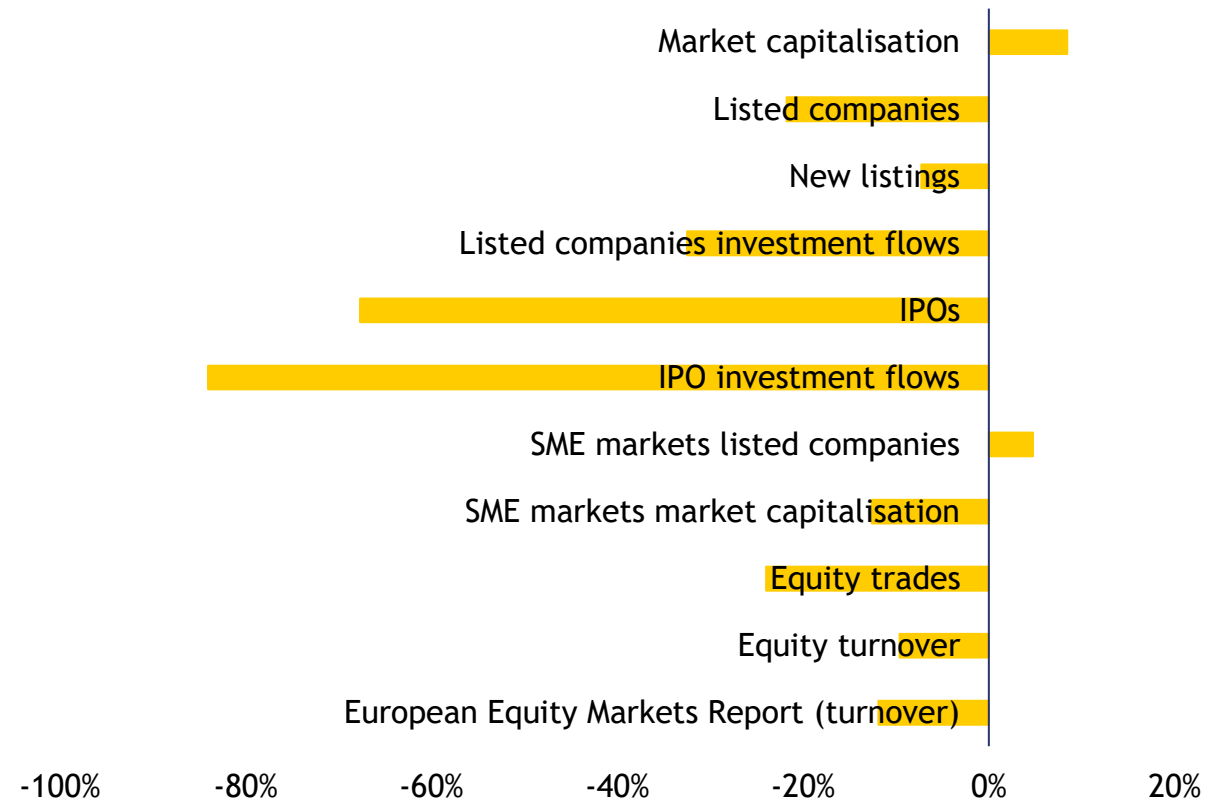 Market capitalisation
Listed companies
New listings
Listed companies investment flows
IPOs
IPO investment flows
SME markets listed companies
SME markets market capitalisation
Equity trades
Equity turnover
European Equity Markets Report (turnover)
-100% -80% -60% -40% -20% 0% 20%